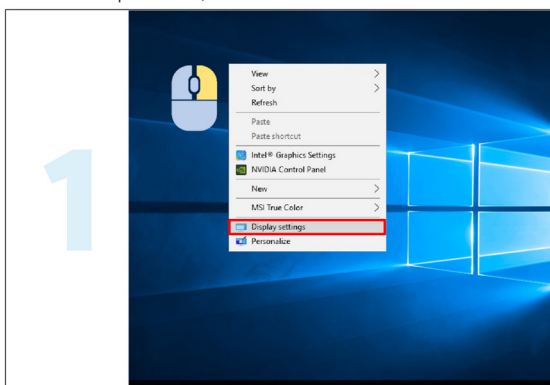 1
View
Sort by
Refresh
Paste
Paste shortcut
Intel® Graphics Settings
NVIDIA Control Panel
New
MSI True Color
Display settings
Personalize